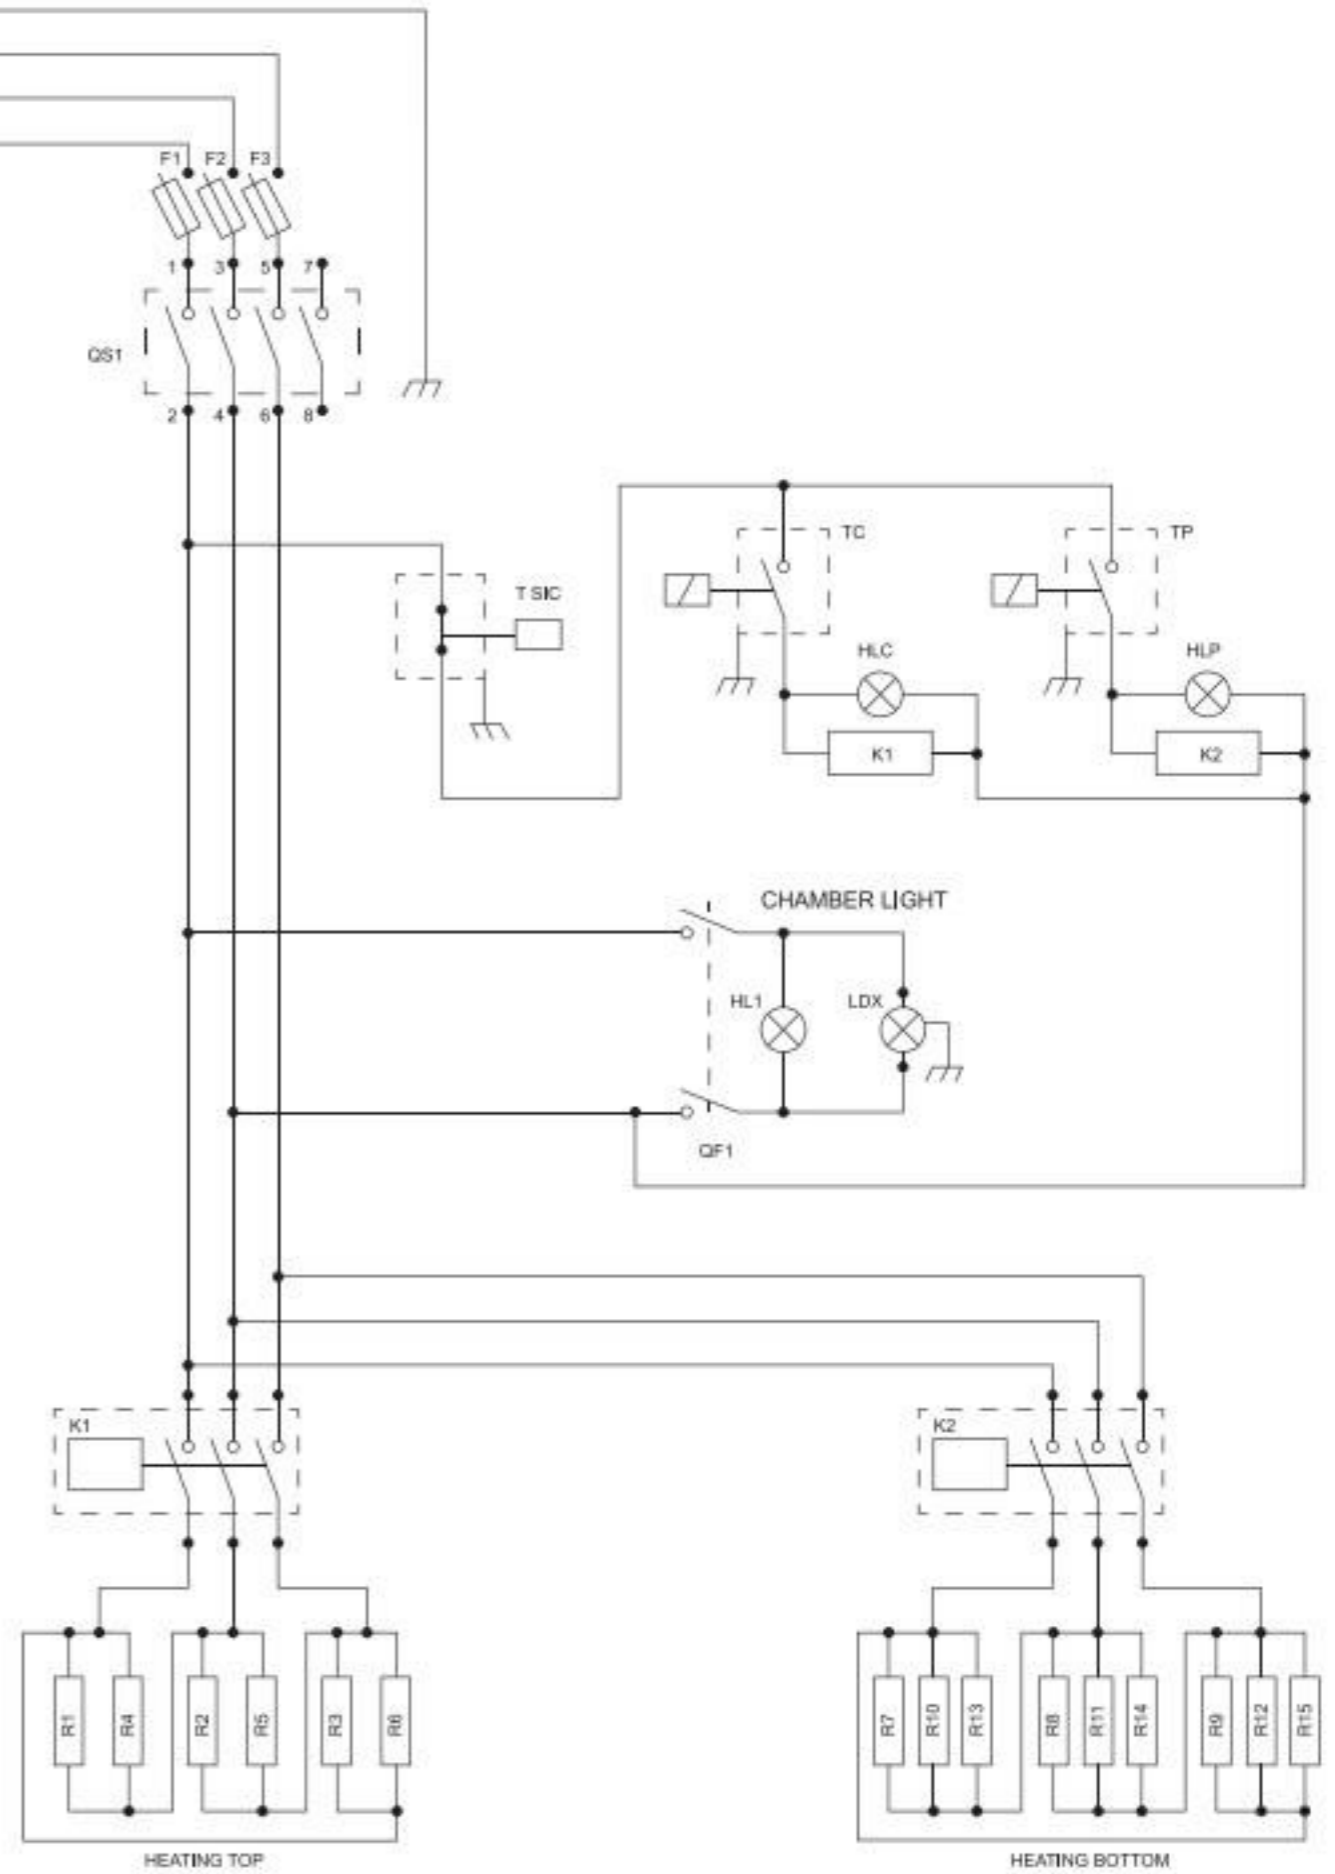 F1 F2 F3
1 3 5 7
QS1
2 4 6 8
TC TP
T SIC
HLC HLP
K1 K2
CHAMBER LIGHT
HL1 LDX
QF1
K1 K2
R1 R4 R2 R5 R3 R6 R7 R10 R13 R8 R11 R14 R9 R12 R15
HEATING TOP HEATING BOTTOM